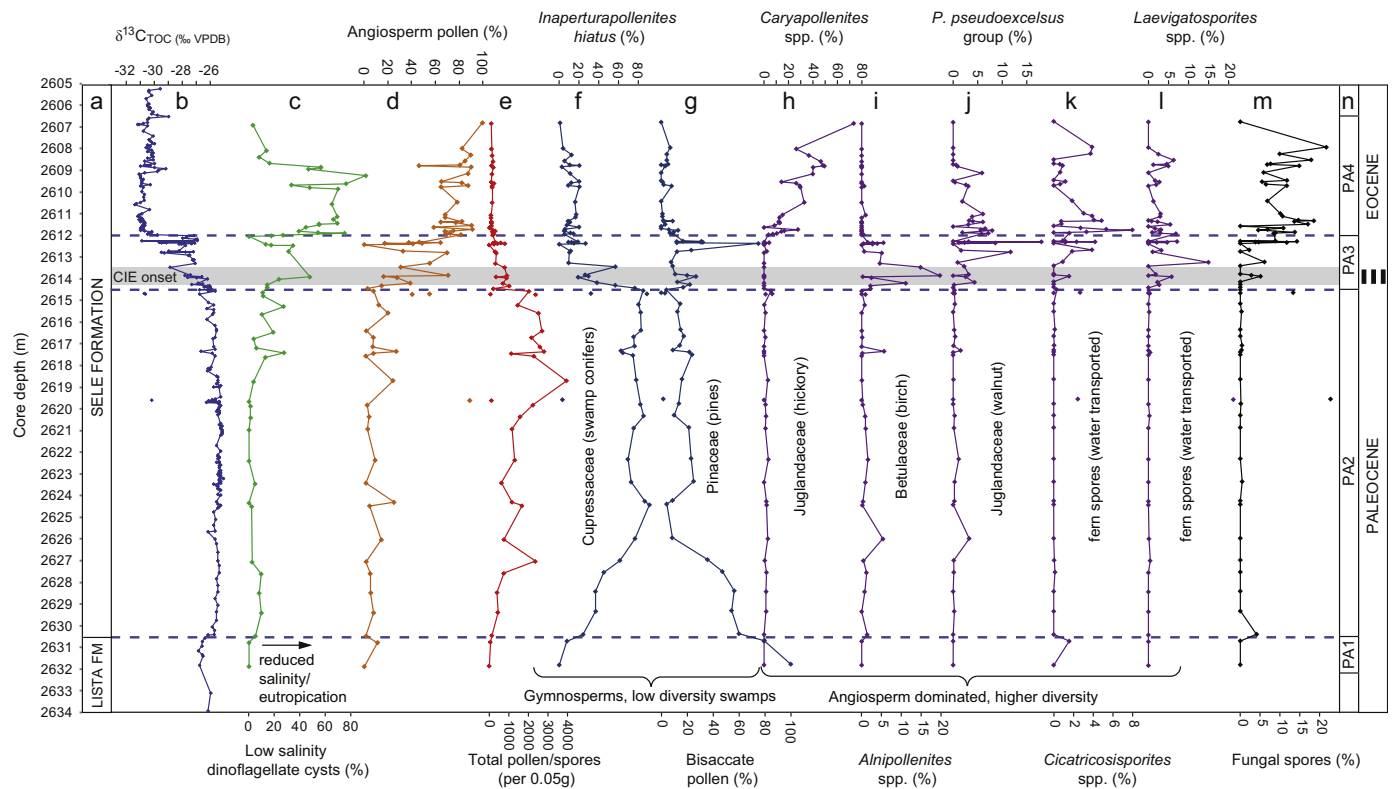 δ13CTOC (‰ VPDB)
-32 -30 -28 -26
Angiosperm pollen (%)
0 20 40 60 80 100
Inaperturapollenites
hiatus (%)
0 20 40 60 80
Caryapollenites
spp. (%)
0 20 40 60 80
P. pseudoexcelsus
group (%)
0 5 10 15
Laevigatosporites
spp. (%)
0 5 10 15 20
Core depth (m)
2605
2606
2607
2608
2609
2610
2611
2612
2613
2614
2615
2616
2617
2618
2619
2620
2621
2622
2623
2624
2625
2626
2627
2628
2629
2630
2631
2632
2633
2634
a b c d e f g h i j k l m n
SELE FORMATION
LISTA FM
CIE onset
Cupressaceae (swamp conifers)
Pinaceae (pines)
Juglandaceae (hickory)
Betulaceae (birch)
Juglandaceae (walnut)
fern spores (water transported)
fern spores (water transported)
PA4
PA3
PA2
PA1
EOCENE
PALEOCENE
reduced
salinity/
eutropication
Gymnosperms, low diversity swamps
Angiosperm dominated, higher diversity
0 20 40 60 80
Low salinity
dinoflagellate cysts (%)
0 1000 2000 3000 4000
Total pollen/spores
(per 0.05g)
0 20 40 60 80 100
Bisaccate
pollen (%)
0 5 10 15 20
Alnipollenites
spp. (%)
0 2 4 6 8
Cicatricosisporites
spp. (%)
0 5 10 15 20
Fungal spores (%)